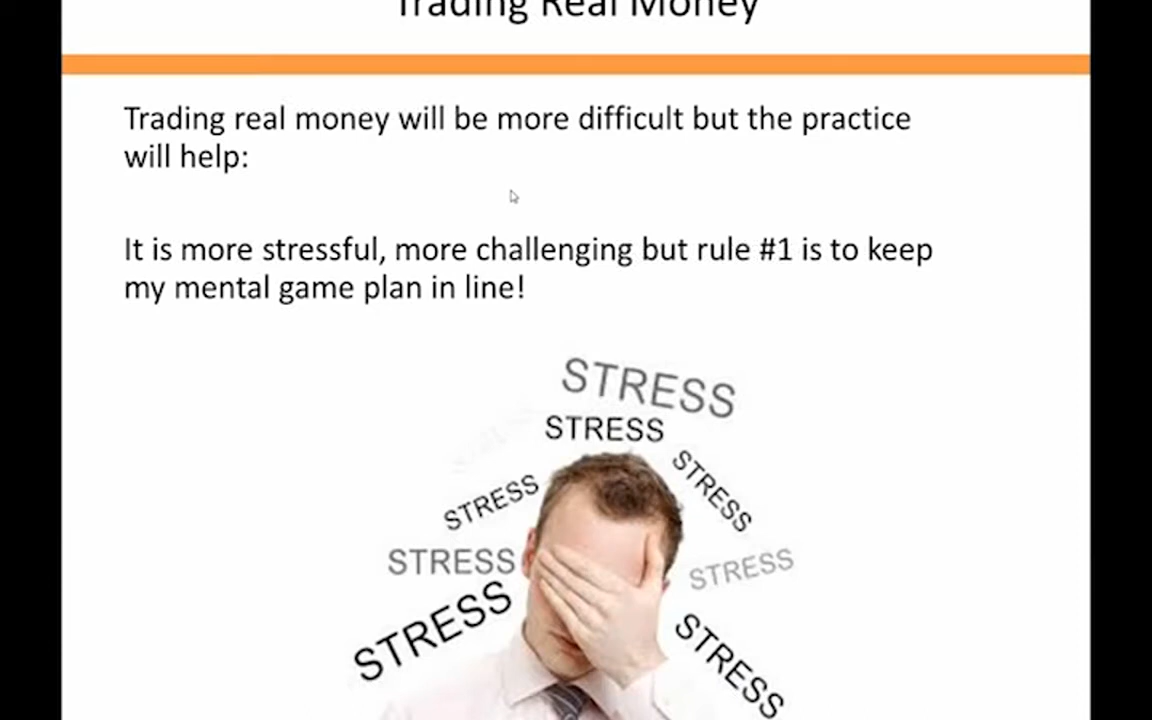 Trading Real Money
Trading real money will be more difficult but the practice
will help:
It is more stressful, more challenging but rule #1 is to keep
my mental game plan in line!
STRESS
STRESS
STRESS
STRESS
STRESS
STRESS
STRESS
STRESS